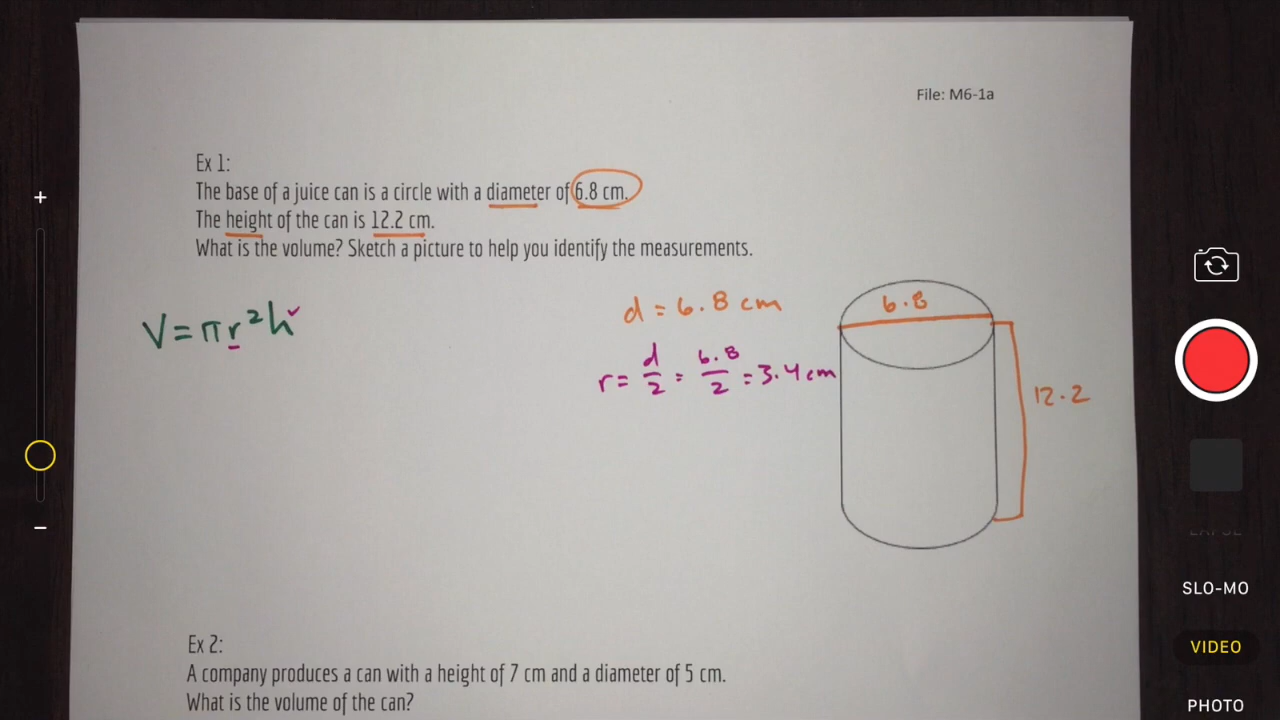 File: M6-1a
Ex 1:
The base of a juice can is a circle with a diameter of 6.8 cm.
The height of the can is 12.2 cm.
What is the volume? Sketch a picture to help you identify the measurements.
V = πr²h
d = 6.8 cm
r = d/2 = 6.8/2 = 3.4 cm
6.8
12.2
Ex 2:
A company produces a can with a height of 7 cm and a diameter of 5 cm.
What is the volume of the can?
SLO-MO
VIDEO
PHOTO